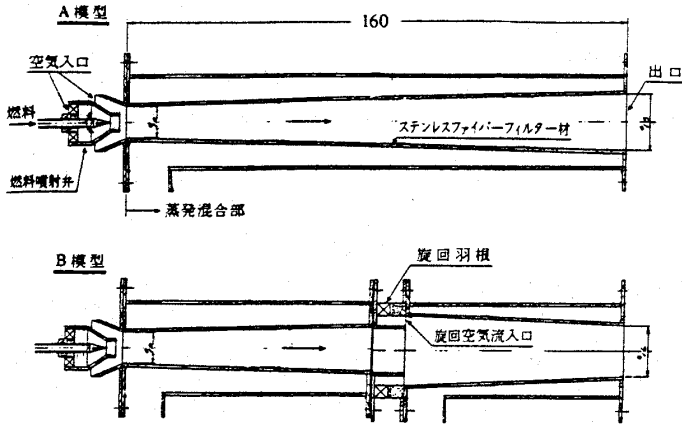 A模型
160
空気入口
出口
燃料
ステンレスファイバーフィルター材
燃料噴射弁
蒸発混合部
B模型
旋回羽根
旋回空気流入口